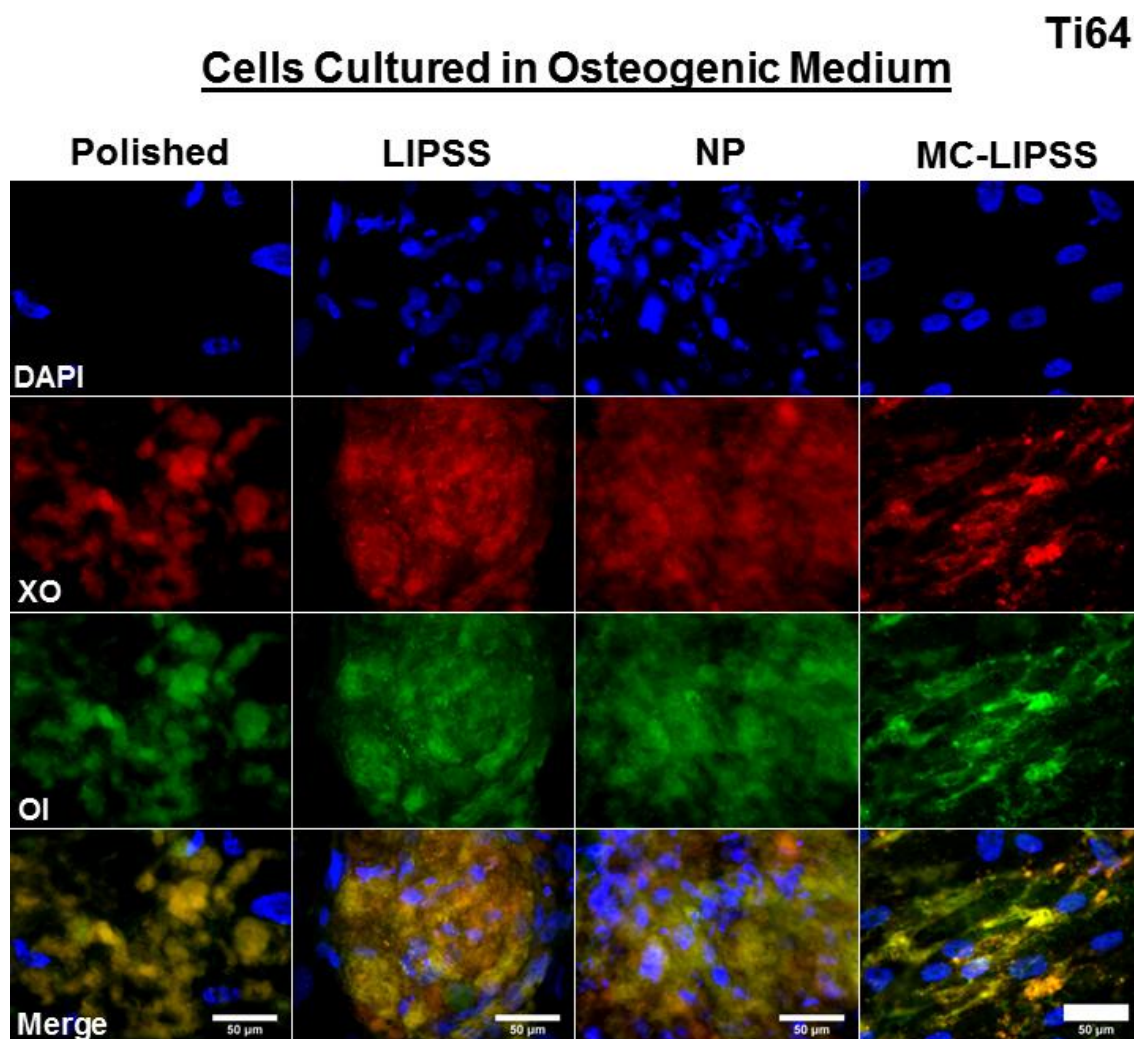 Ti64
Cells Cultured in Osteogenic Medium
Polished LIPSS NP MC-LIPSS
DAPI
XO
OI
Merge
50 µm 50 µm 50 µm 50 µm